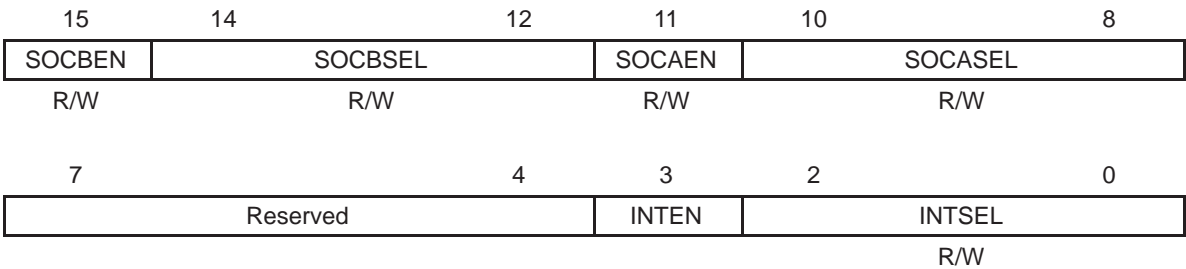 15 14 12 11 10 8
SOCBEN SOCBSEL SOCAEN SOCASEL
R/W R/W R/W R/W
7 4 3 2 0
Reserved INTEN INTSEL
R/W